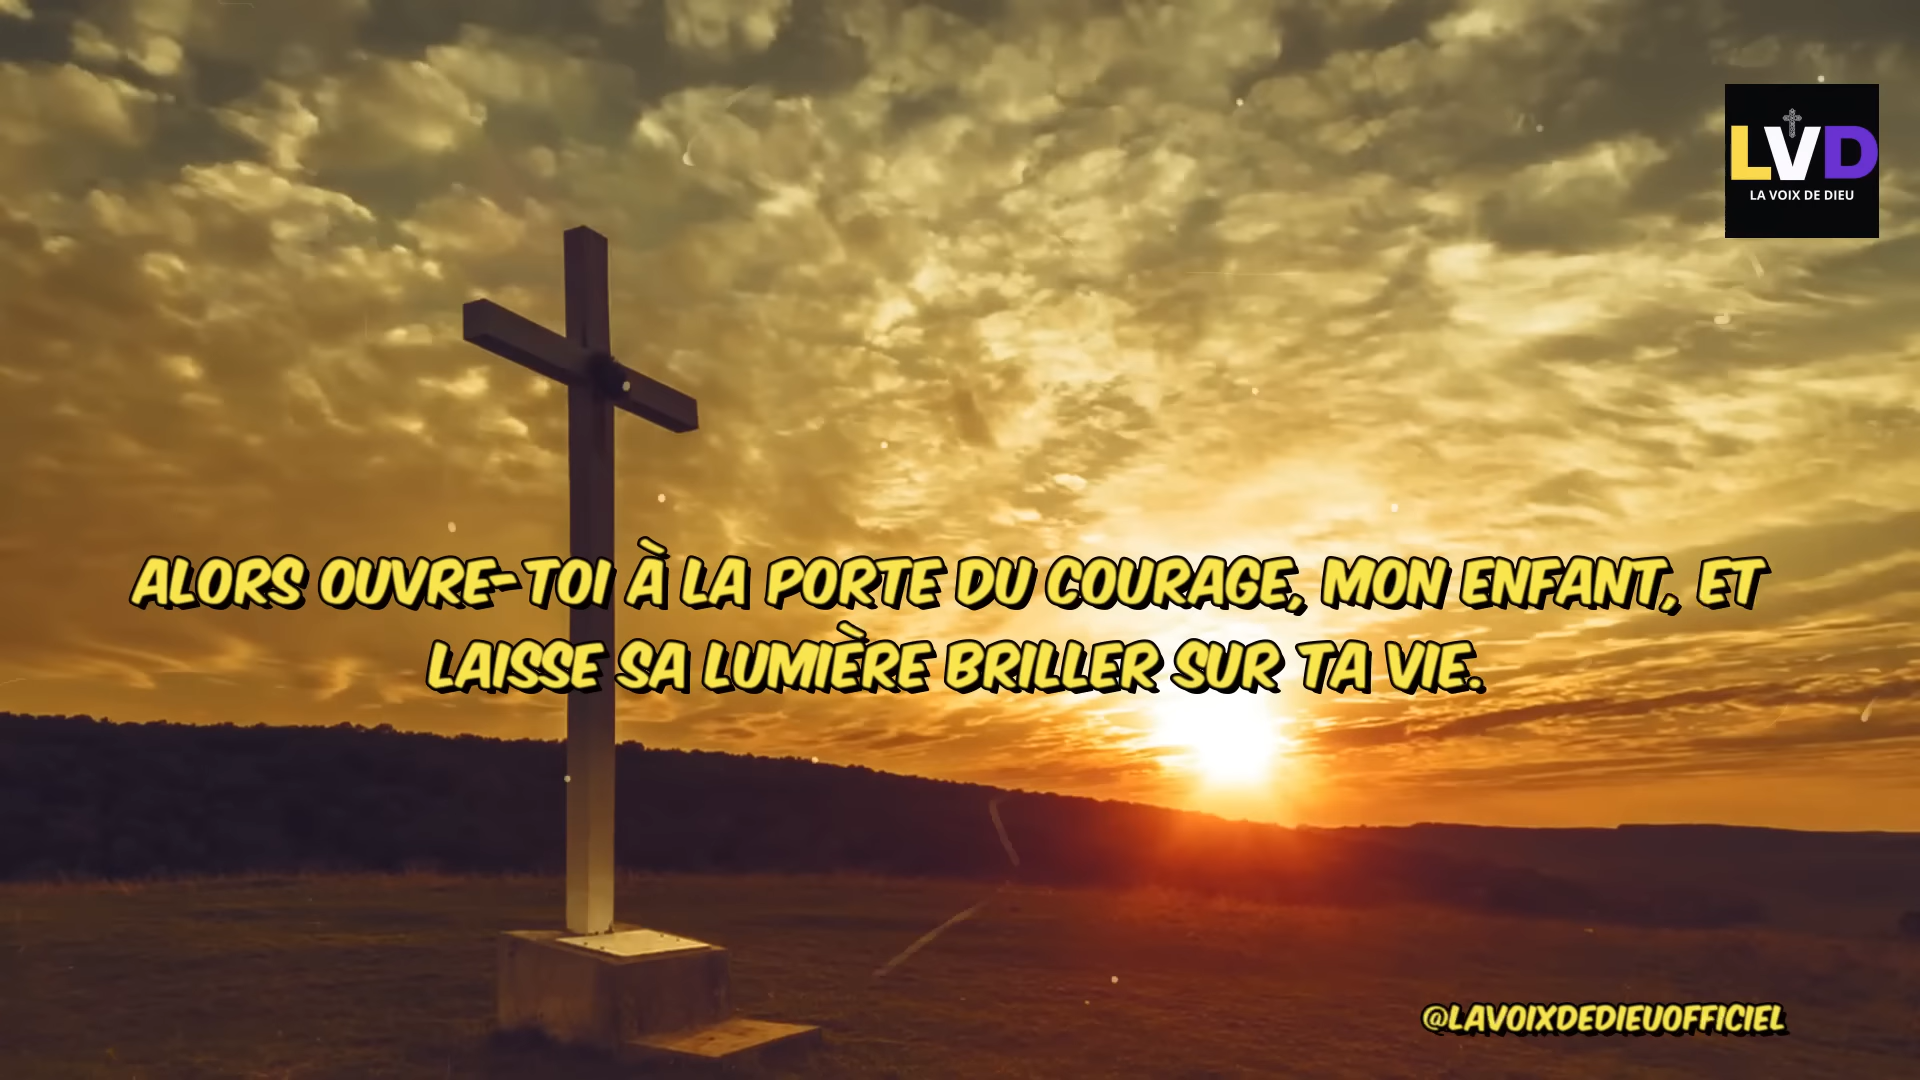 LVD
LA VOIX DE DIEU
ALORS OUVRE-TOI À LA PORTE DU COURAGE, MON ENFANT, ET
LAISSE SA LUMIÈRE BRILLER SUR TA VIE.
@LAVOIXDEDIEUOFFICIEL